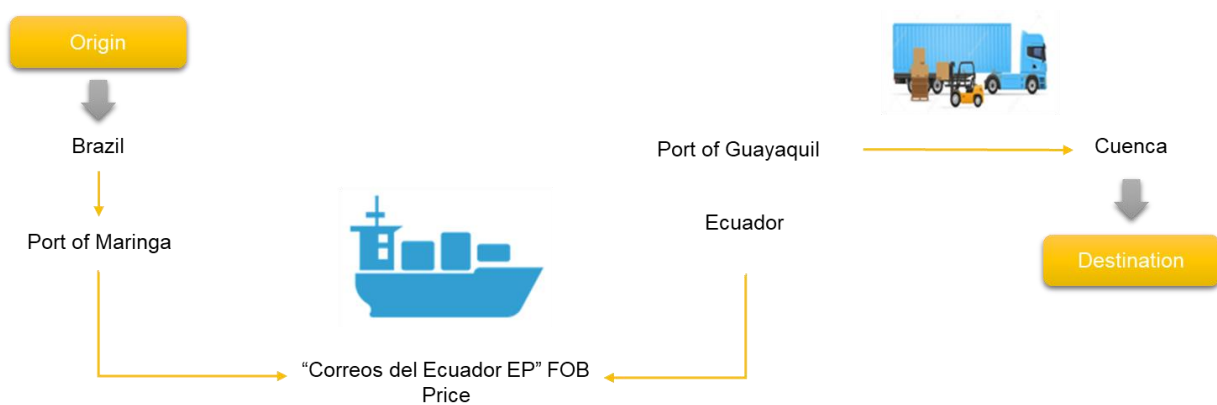 Origin
Brazil
Port of Maringa
“Correos del Ecuador EP” FOB
Price
Port of Guayaquil
Ecuador
Cuenca
Destination